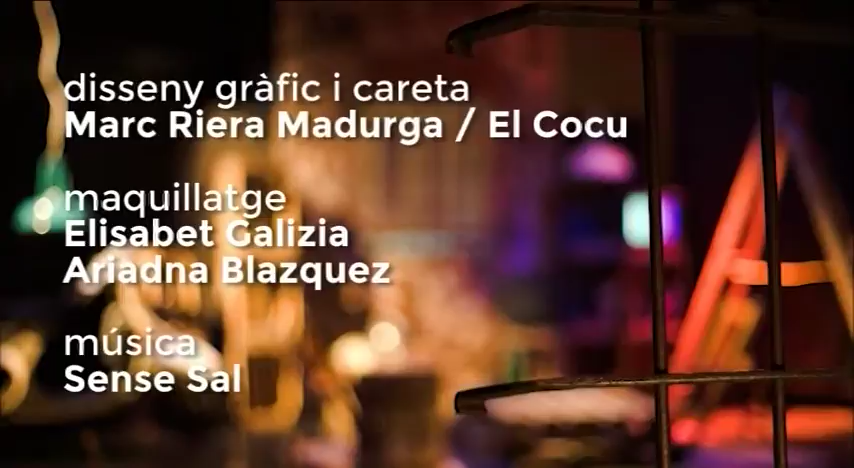 disseny gràfic i careta
Marc Riera Madurga / El Cocu
maquillatge
Elisabet Galizia
Ariadna Blazquez
música
Sense Sal